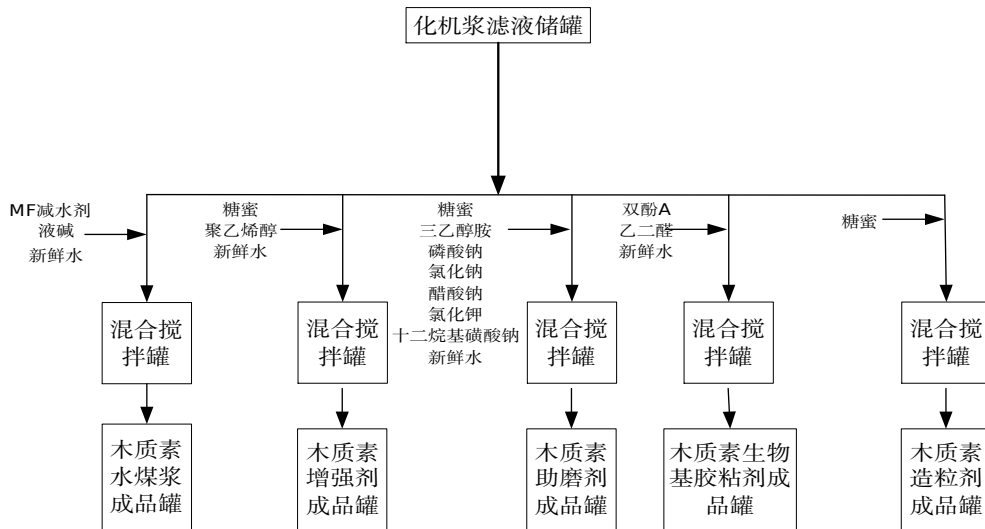 化机浆滤液储罐
MF减水剂
液碱
新鲜水
糖蜜
聚乙烯醇
新鲜水
糖蜜
三乙醇胺
磷酸钠
氯化钠
醋酸钠
氯化钾
十二烷基磺酸钠
新鲜水
双酚A
乙二醛
新鲜水
糖蜜
混合搅
拌罐
混合搅
拌罐
混合搅
拌罐
混合搅
拌罐
混合搅
拌罐
木质素
水煤浆
成品罐
木质素
增强剂
成品罐
木质素
助磨剂
成品罐
木质素生物
基胶粘剂成
品罐
木质素
造粒剂
成品罐